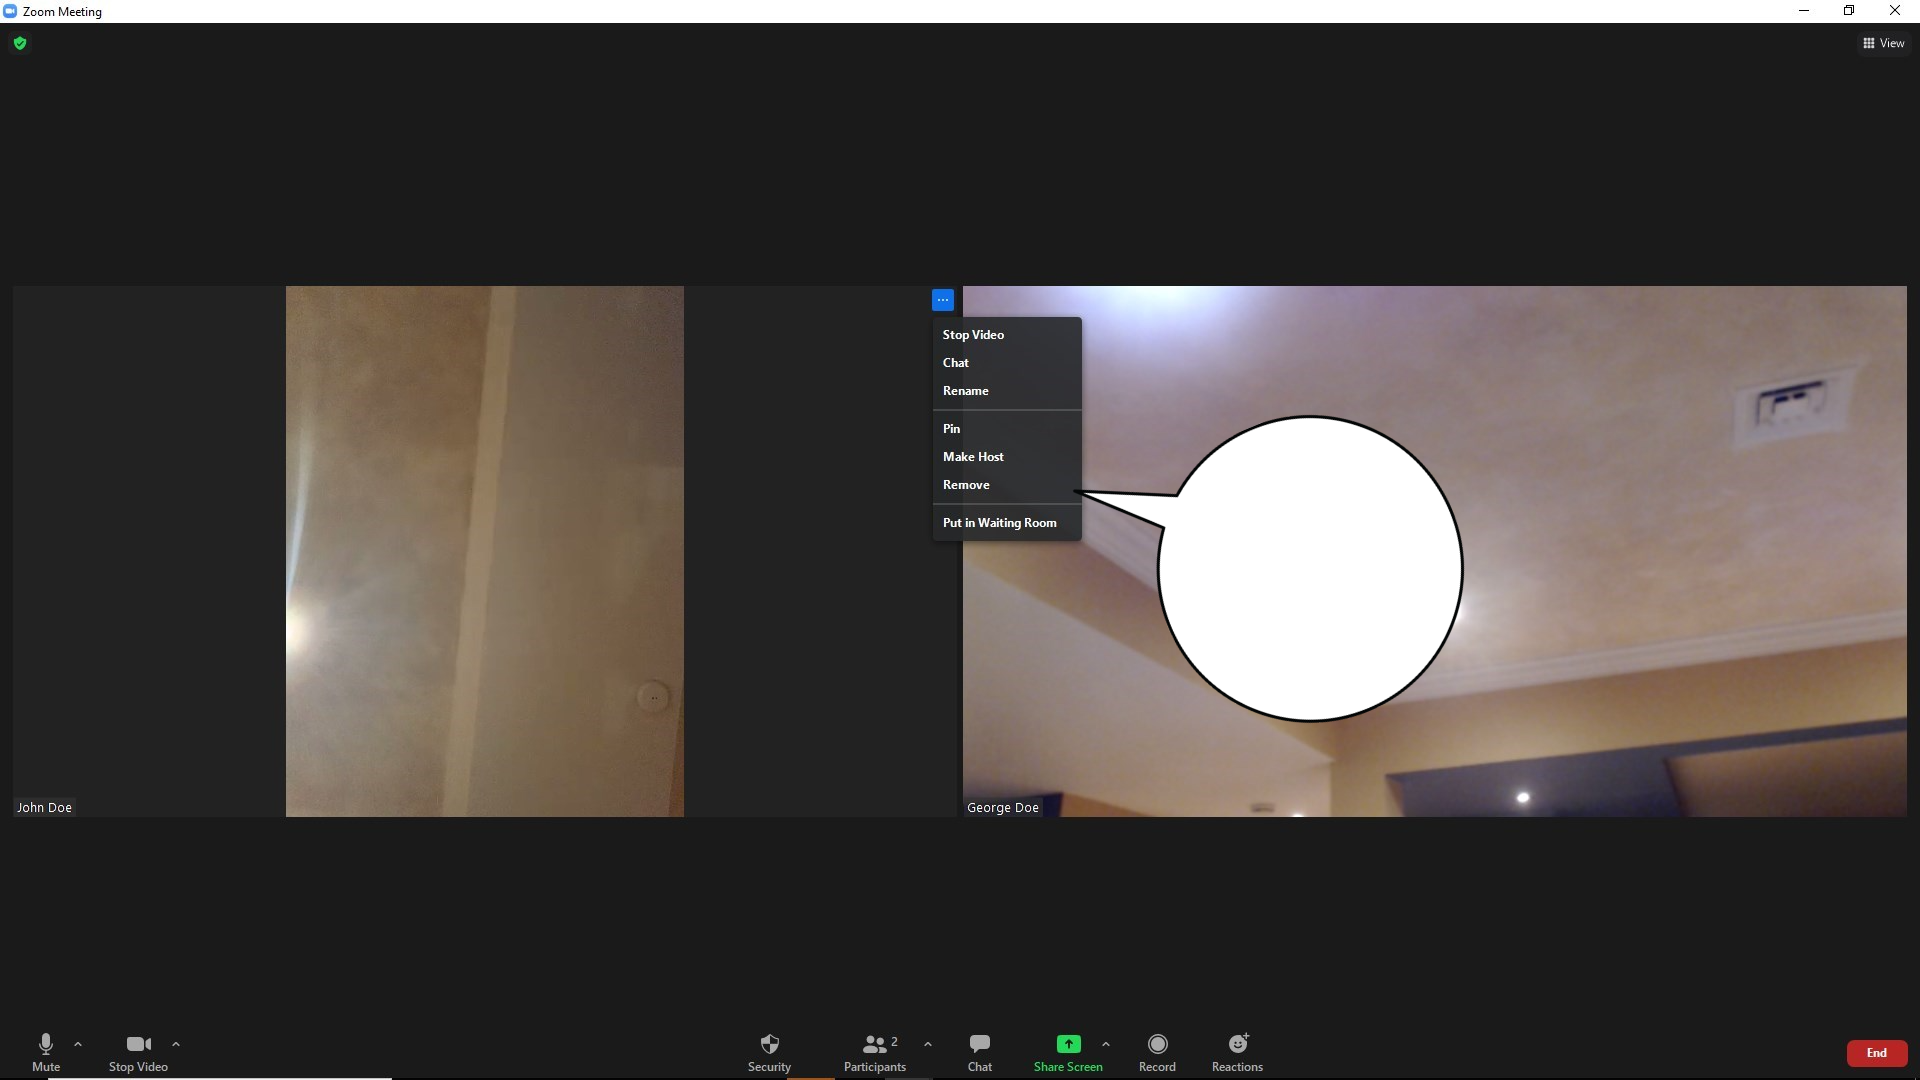 Zoom Meeting
View
Stop Video
Chat
Rename
Pin
Make Host
Remove
Put in Waiting Room
John Doe
George Doe
2
Mute
Stop Video
Security
Participants
Chat
Share Screen
Record
Reactions
End